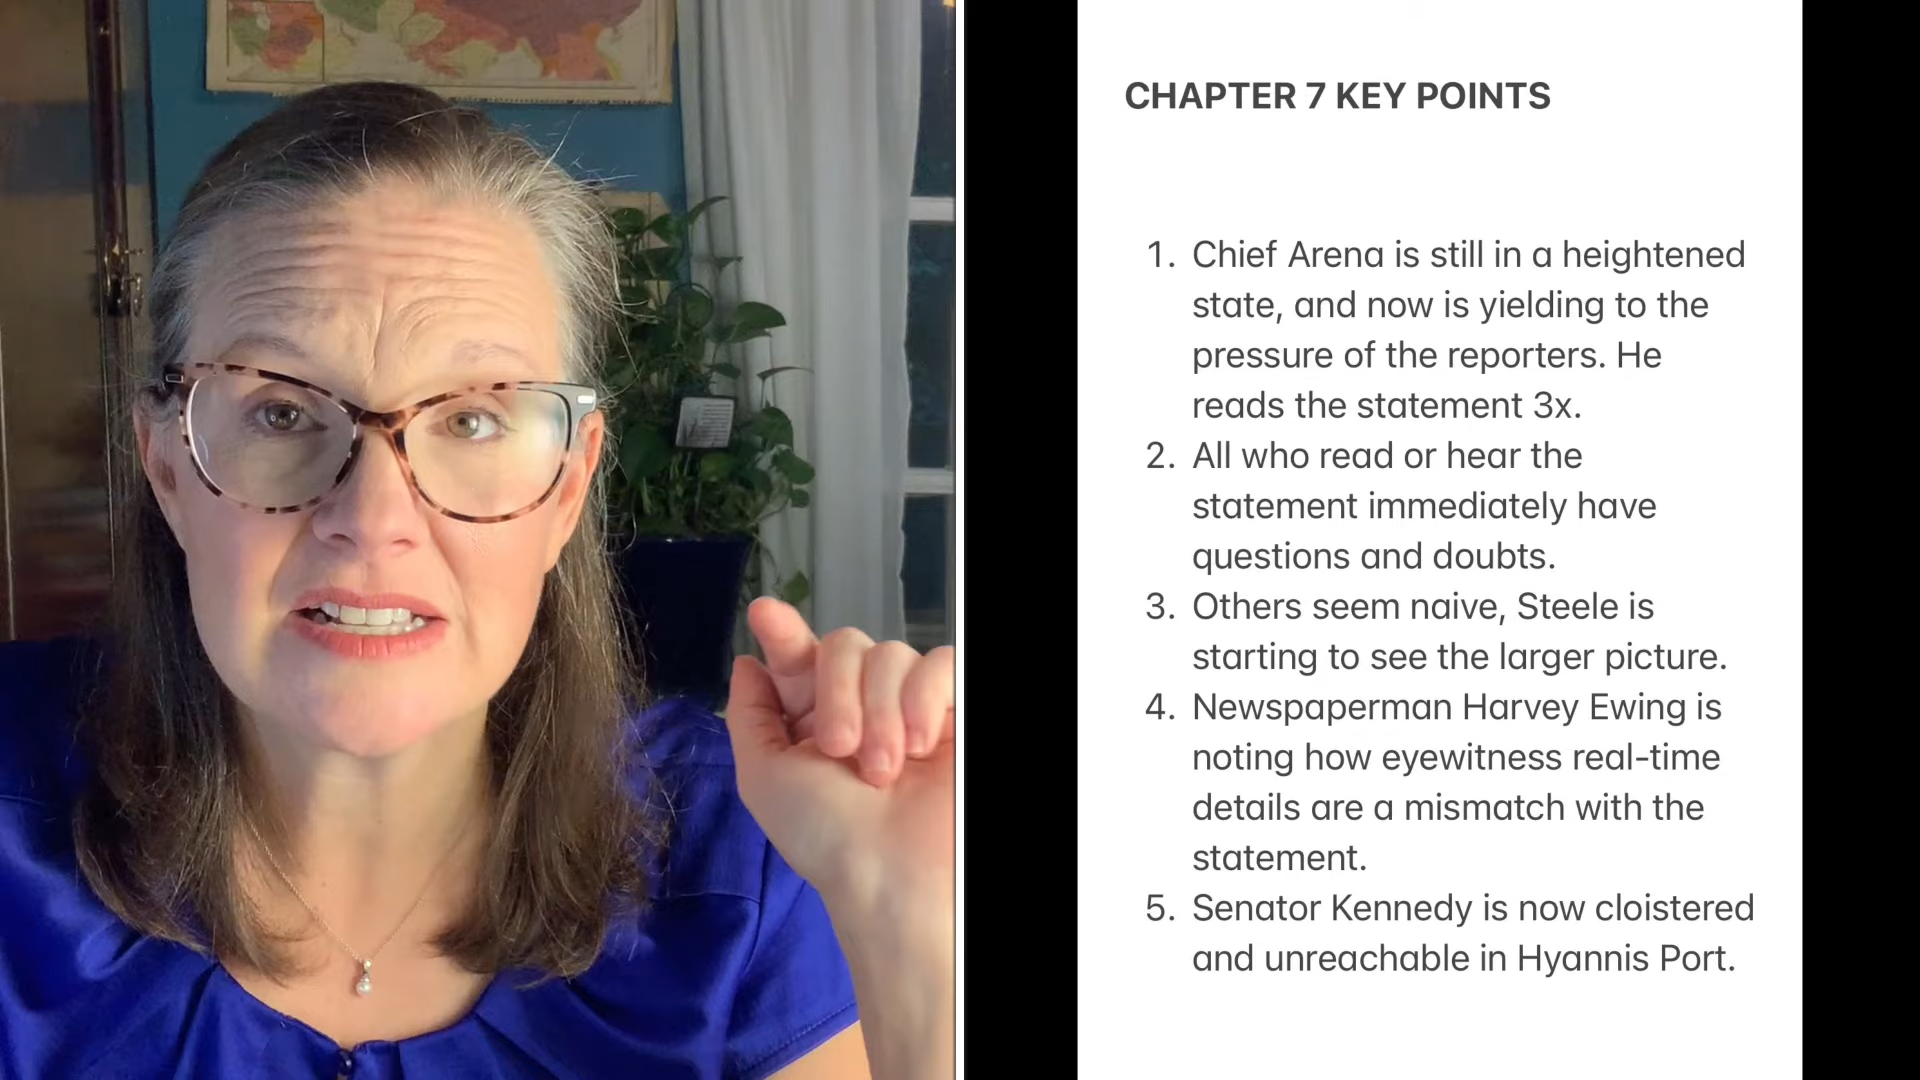 CHAPTER 7 KEY POINTS
1. Chief Arena is still in a heightened
state, and now is yielding to the
pressure of the reporters. He
reads the statement 3x.
2. All who read or hear the
statement immediately have
questions and doubts.
3. Others seem naive, Steele is
starting to see the larger picture.
4. Newspaperman Harvey Ewing is
noting how eyewitness real-time
details are a mismatch with the
statement.
5. Senator Kennedy is now cloistered
and unreachable in Hyannis Port.